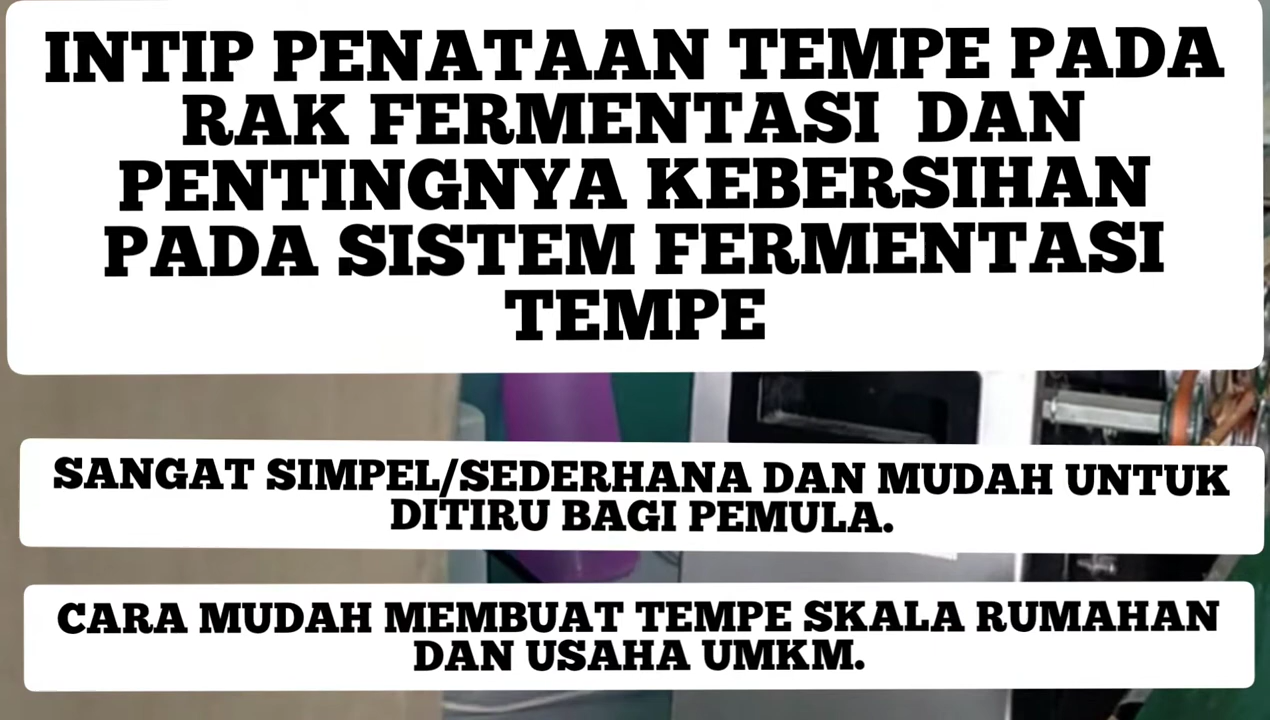 INTIP PENATAAN TEMPE PADA
RAK FERMENTASI DAN
PENTINGNYA KEBERSIHAN
PADA SISTEM FERMENTASI
TEMPE
SANGAT SIMPEL/SEDERHANA DAN MUDAH UNTUK
DITIRU BAGI PEMULA.
CARA MUDAH MEMBUAT TEMPE SKALA RUMAHAN
DAN USAHA UMKM.